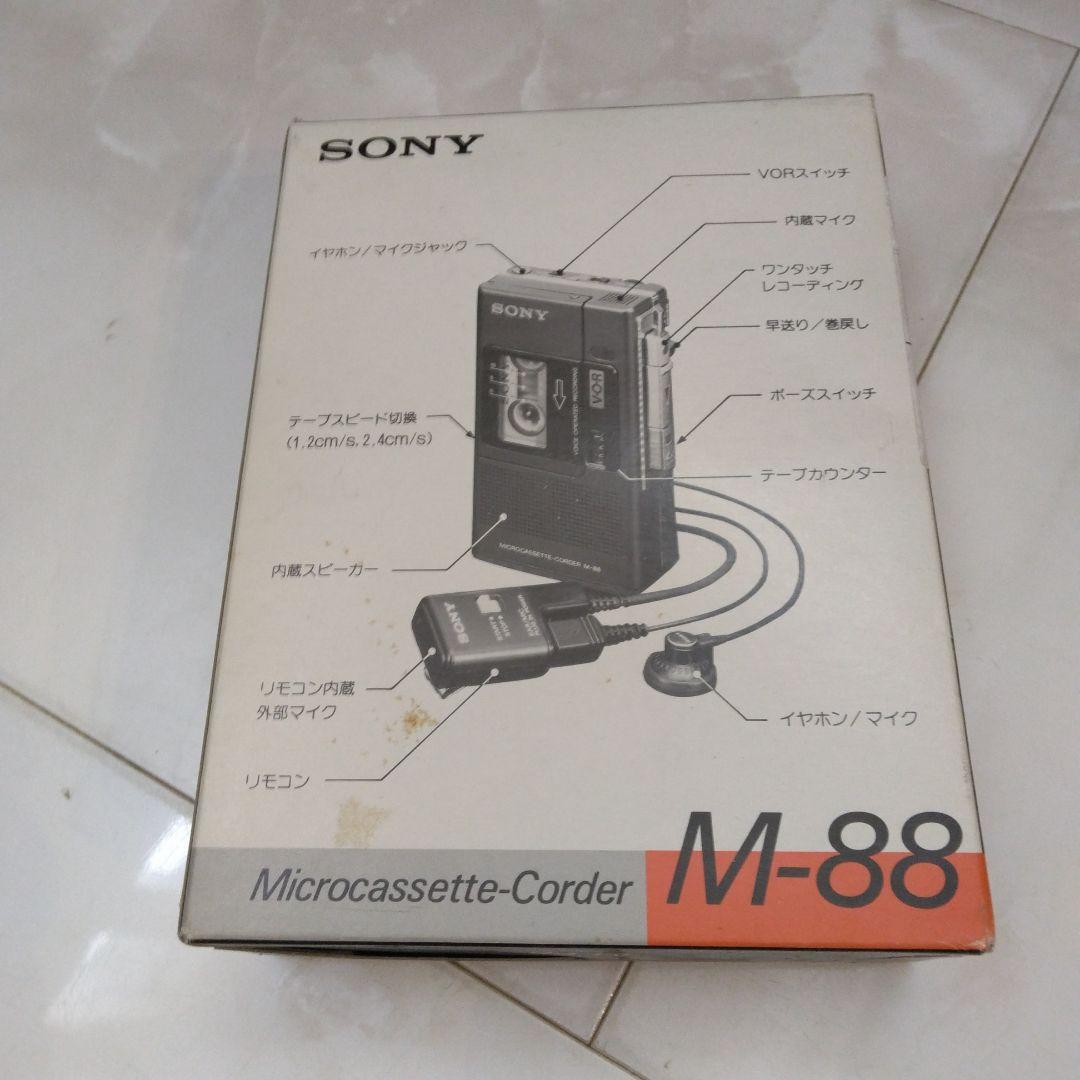 SONY
VORスイッチ
内蔵マイク
イヤホン/マイクジャック
ワンタッチ
レコーディング
早送り/巻戻し
SONY
V·O·R
VOICE OPERATED RECORDING
ポーズスイッチ
テープスピード切換
(1.2cm/s, 2.4cm/s)
テープカウンター
内蔵スピーカー
MICROCASSETTE-CORDER M-88
SONY
リモコン内蔵
外部マイク
イヤホン/マイク
リモコン
Microcassette-Corder
M-88